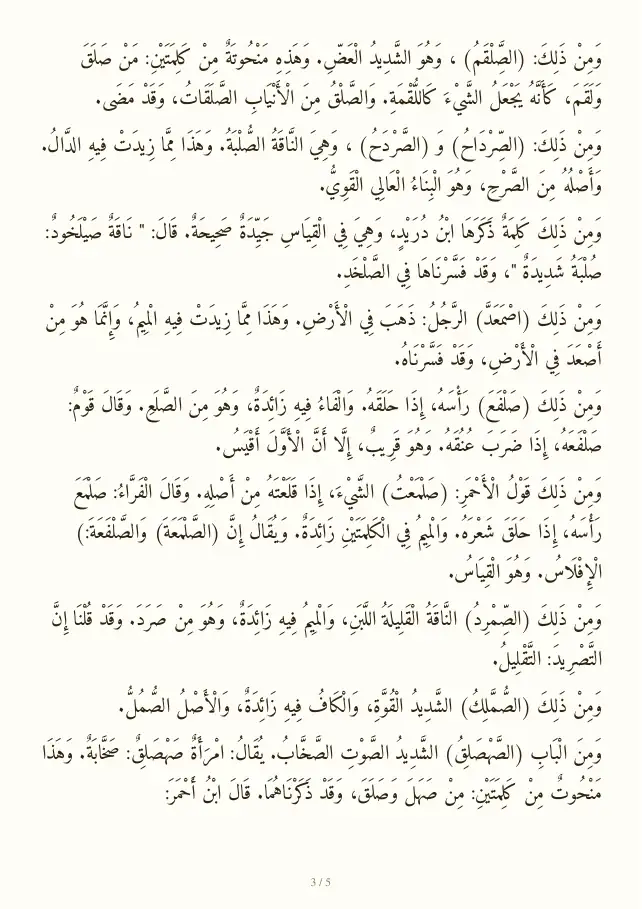 وَمِنْ ذَلِكَ: (الصَّلْقَمُ) ، وَهُوَ الشَّدِيدُ الْعَضِّ. وَهَذِهِ مَنْحُوتَةٌ مِنْ كَلِمَتَيْنِ: مَنْ صَلَقَ
وَلَقَمَ، كَأَنَّهُ يَجْعَلُ الشَّيْءَ كَاللُّقْمَةِ. وَالصَّلْقُ مِنَ الْأَنْيَابِ الصَّلَقَاتُ، وَقَدْ مَضَى.
وَمِنْ ذَلِكَ: (الصِّرْدَاحُ) وَ (الصَّرْدَحُ) ، وَهِيَ النَّاقَةُ الصُّلْبَةُ. وَهَذَا مِمَّا زِيدَتْ فِيهِ الدَّالُ.
وَأَصْلُهُ مِنَ الصَّرْحِ، وَهُوَ الْبِنَاءُ الْعَالِي الْقَوِيُّ.
وَمِنْ ذَلِكَ كَلِمَةٌ ذَكَرَهَا ابْنُ دُرَيْدٍ، وَهِيَ فِي الْقِيَاسِ جَيِّدَةٌ صَحِيحَةٌ. قَالَ: " نَاقَةٌ صَيْلَخُودٌ:
صُلْبَةُ شَدِيدَةٌ "، وَقَدْ فَسَّرْنَاهَا فِي الصَّلْخَدِ.
وَمِنْ ذَلِكَ (اصْمَعَدَّ) الرَّجُلُ: ذَهَبَ فِي الْأَرْضِ. وَهَذَا مِمَّا زِيدَتْ فِيهِ الْمِيمُ، وَإِنَّمَا هُوَ مِنْ
أَصْعَدَ فِي الْأَرْضِ، وَقَدْ فَسَّرْنَاهُ.
وَمِنْ ذَلِكَ (صَلْفَعَ) رَأْسَهُ، إِذَا حَلَقَهُ. وَالْفَاءُ فِيهِ زَائِدَةٌ، وَهُوَ مِنَ الصَّلَعِ. وَقَالَ قَوْمٌ:
صَلْفَعَهُ، إِذَا ضَرَبَ عُنُقَهُ. وَهُوَ قَرِيبٌ، إِلَّا أَنَّ الْأَوَّلَ أَقْيَسُ.
وَمِنْ ذَلِكَ قَوْلُ الْأَحْمَرِ: (صَلْمَعْتُ) الشَّيْءَ، إِذَا قَلَعْتَهُ مِنْ أَصْلِهِ. وَقَالَ الْفَرَّاءُ: صَلْمَعَ
رَأْسَهُ، إِذَا حَلَقَ شَعْرَهُ. وَالْمِيمُ فِي الْكَلِمَتَيْنِ زَائِدَةٌ. وَيُقَالُ إِنَّ (الصَّلْمَعَةَ) وَالصَّلْفَعَةَ:)
الْإِفْلَاسُ. وَهُوَ الْقِيَاسُ.
وَمِنْ ذَلِكَ (الصِّمْرِدُ) النَّاقَةُ الْقَلِيلَةُ اللَّبَنِ، وَالْمِيمُ فِيهِ زَائِدَةٌ، وَهُوَ مِنْ صَرَدَ. وَقَدْ قُلْنَا إِنَّ
التَّصْرِيدَ: التَّقْلِيلُ.
وَمِنْ ذَلِكَ (الصُّمَّلِكُ) الشَّدِيدُ الْقُوَّةِ، وَالْكَافُ فِيهِ زَائِدَةٌ، وَالْأَصْلُ الصُّمُلُّ.
وَمِنَ الْبَابِ (الصَّهْصَلِقُ) الشَّدِيدُ الصَّوْتِ الصَّخَّابُ. يُقَالُ: امْرَأَةٌ صَهْصَلِقٌ: صَخَّابَةٌ. وَهَذَا
مَنْحُوتٌ مِنْ كَلِمَتَيْنِ: مِنْ صَهَلَ وَصَلَقَ، وَقَدْ ذَكَرْنَاهُمَا. قَالَ ابْنُ أَحْمَرَ:
3 / 5